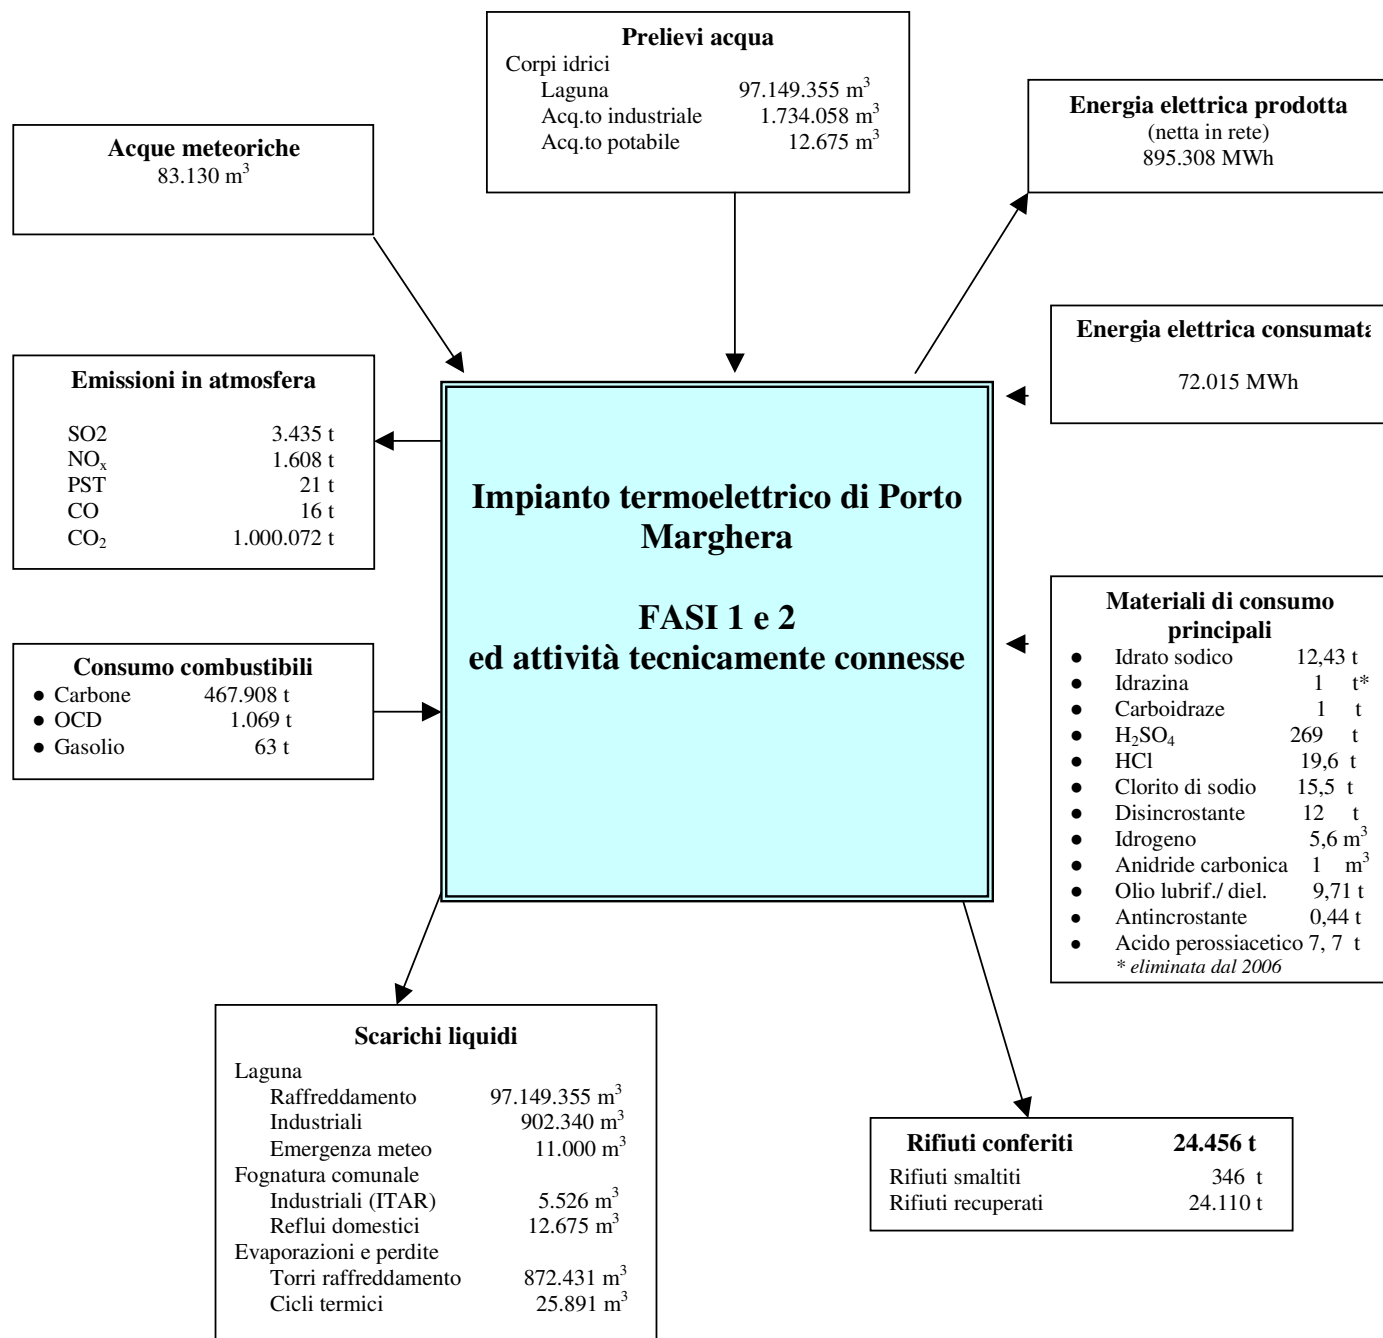 Prelievi acqua
Corpi idrici
Laguna 97.149.355 m³
Acq.to industriale 1.734.058 m³
Acq.to potabile 12.675 m³
Energia elettrica prodotta
(netta in rete)
895.308 MWh
Acque meteoriche
83.130 m³
Energia elettrica consumata
72.015 MWh
Emissioni in atmosfera
SO2 3.435 t
NOₓ 1.608 t
PST 21 t
CO 16 t
CO₂ 1.000.072 t
Impianto termoelettrico di Porto
Marghera
FASI 1 e 2
ed attività tecnicamente connesse
Consumo combustibili
● Carbone 467.908 t
● OCD 1.069 t
● Gasolio 63 t
Materiali di consumo
principali
● Idrato sodico 12,43 t
● Idrazina 1 t*
● Carboidraze 1 t
● H₂SO₄ 269 t
● HCl 19,6 t
● Clorito di sodio 15,5 t
● Disincrostante 12 t
● Idrogeno 5,6 m³
● Anidride carbonica 1 m³
● Olio lubrif./ diel. 9,71 t
● Antincrostante 0,44 t
● Acido perossiacetico 7, 7 t
* eliminata dal 2006
Scarichi liquidi
Laguna
Raffreddamento 97.149.355 m³
Industriali 902.340 m³
Emergenza meteo 11.000 m³
Fognatura comunale
Industriali (ITAR) 5.526 m³
Reflui domestici 12.675 m³
Evaporazioni e perdite
Torri raffreddamento 872.431 m³
Cicli termici 25.891 m³
Rifiuti conferiti 24.456 t
Rifiuti smaltiti 346 t
Rifiuti recuperati 24.110 t